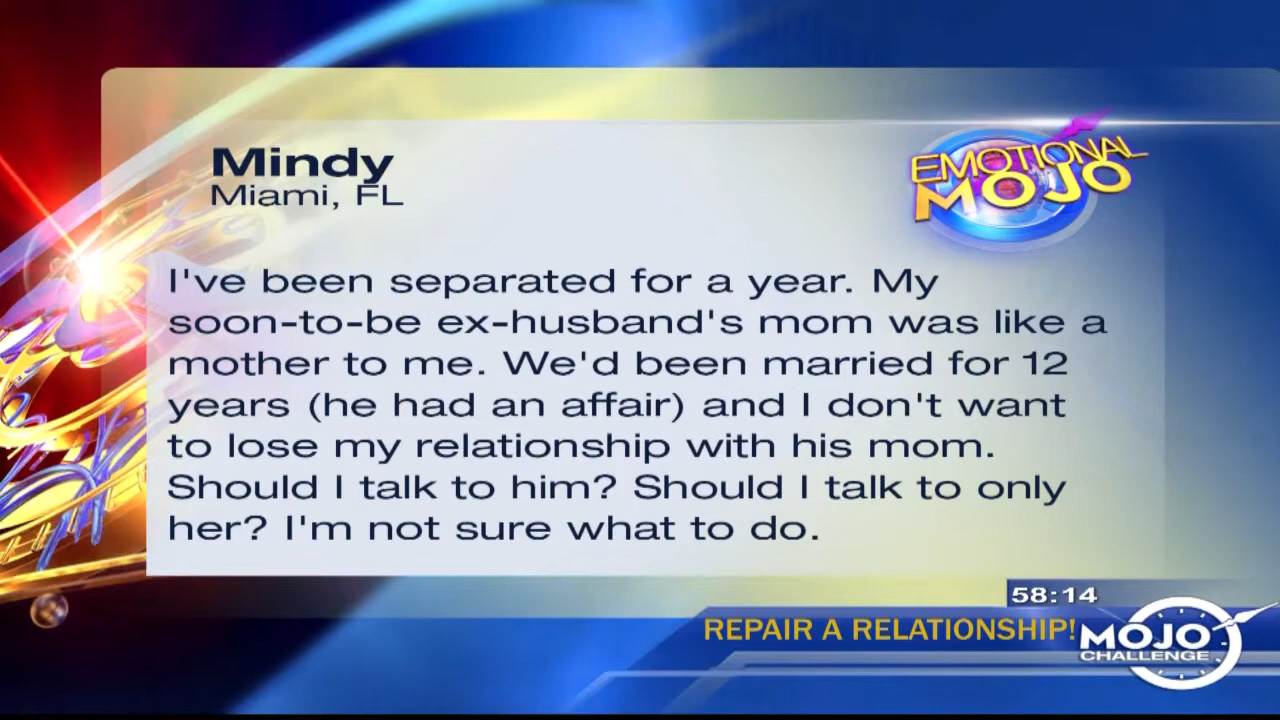 Mindy
Miami, FL
EMOTIONAL
MOJO
I've been separated for a year. My
soon-to-be ex-husband's mom was like a
mother to me. We'd been married for 12
years (he had an affair) and I don't want
to lose my relationship with his mom.
Should I talk to him? Should I talk to only
her? I'm not sure what to do.
58:14
REPAIR A RELATIONSHIP!
MOJO
CHALLENGE